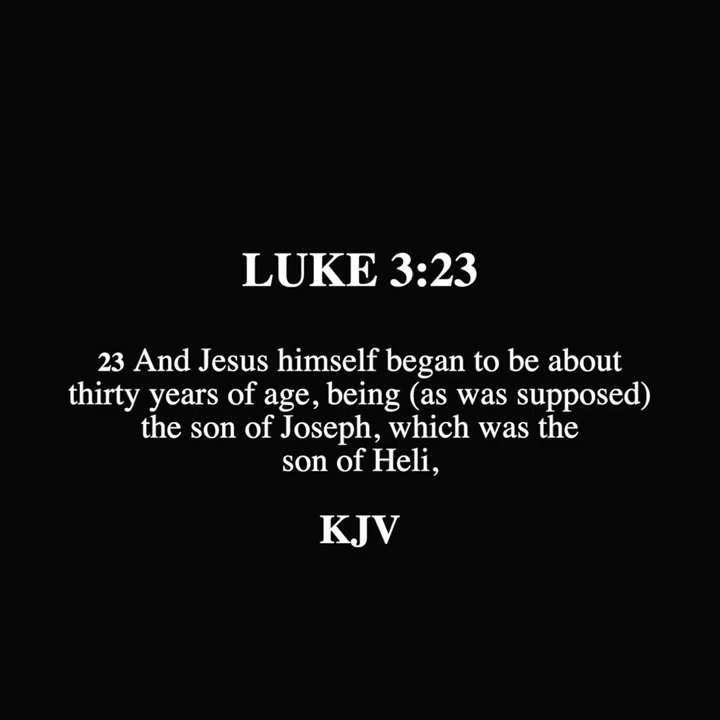 LUKE 3:23
23 And Jesus himself began to be about
thirty years of age, being (as was supposed)
the son of Joseph, which was the
son of Heli,
KJV